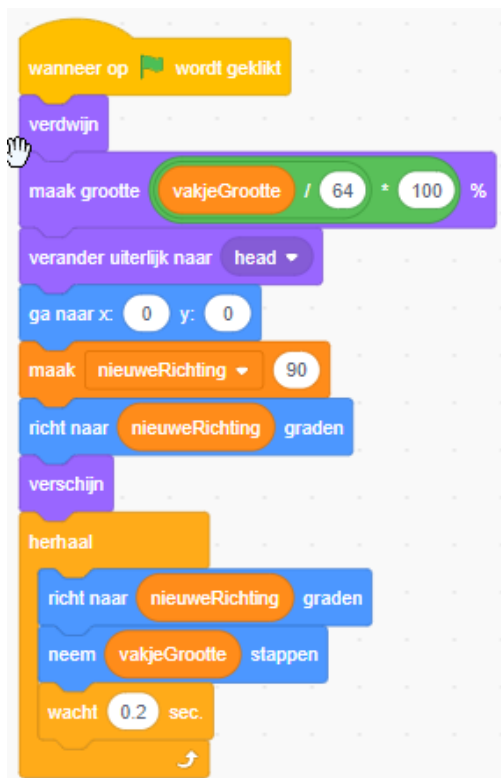 wanneer op wordt geklikt
verdwijn
maak grootte vakjeGrootte / 64 * 100 %
verander uiterlijk naar head
ga naar x: 0 y: 0
maak nieuweRichting 90
richt naar nieuweRichting graden
verschijn
herhaal
richt naar nieuweRichting graden
neem vakjeGrootte stappen
wacht 0.2 sec.